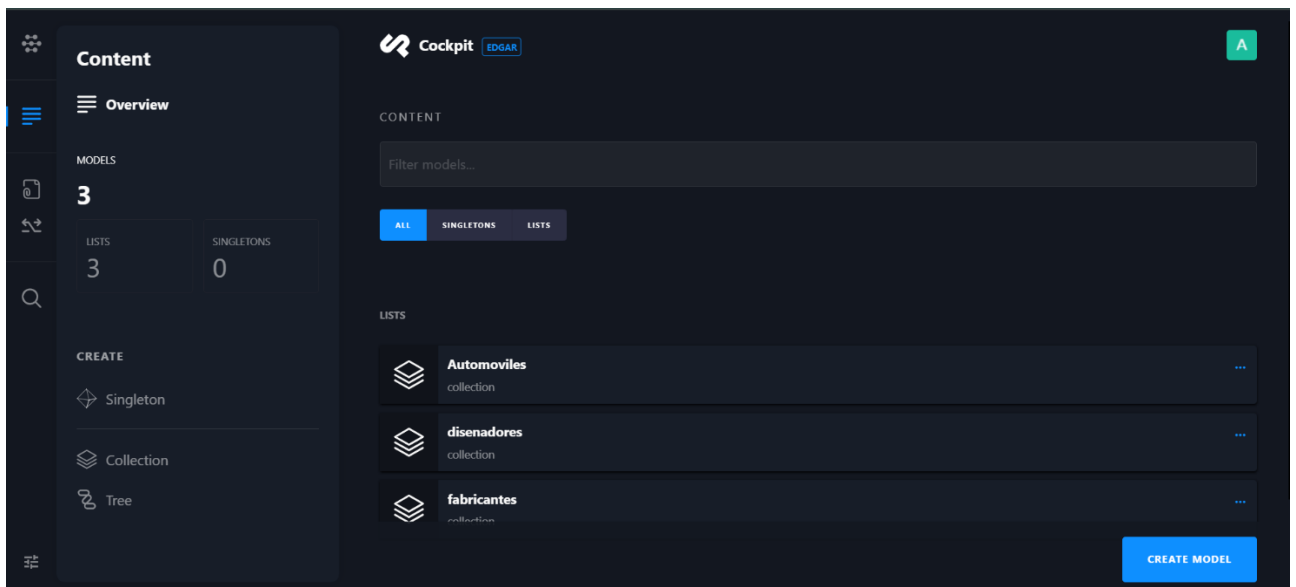 Content
Overview
MODELS
3
LISTS
3
SINGLETONS
0
CREATE
Singleton
Collection
Tree
Cockpit EDGAR
A
CONTENT
Filter models...
ALL SINGLETONS LISTS
LISTS
Automoviles
collection
disenadores
collection
fabricantes
collection
CREATE MODEL